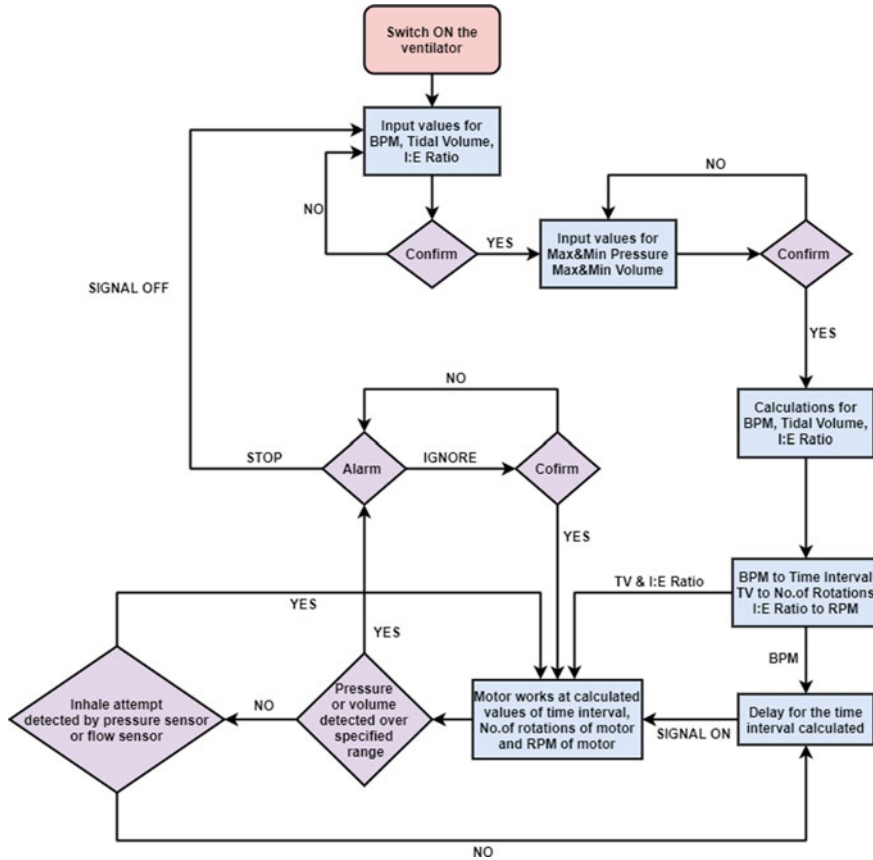 Switch ON the
ventilator
Input values for
BPM, Tidal Volume,
I:E Ratio
NO
NO
Confirm
YES
Input values for
Max&Min Pressure
Max&Min Volume
Confirm
SIGNAL OFF
YES
NO
Calculations for
BPM, Tidal Volume,
I:E Ratio
STOP
Alarm
IGNORE
Cofirm
YES
TV & I:E Ratio
BPM to Time Interval
TV to No.of Rotations
I:E Ratio to RPM
YES
YES
BPM
Inhale attempt
detected by pressure sensor
or flow sensor
NO
Pressure
or volume
detected over
specified
range
Motor works at calculated
values of time interval,
No.of rotations of motor
and RPM of motor
SIGNAL ON
Delay for the time
interval calculated
NO